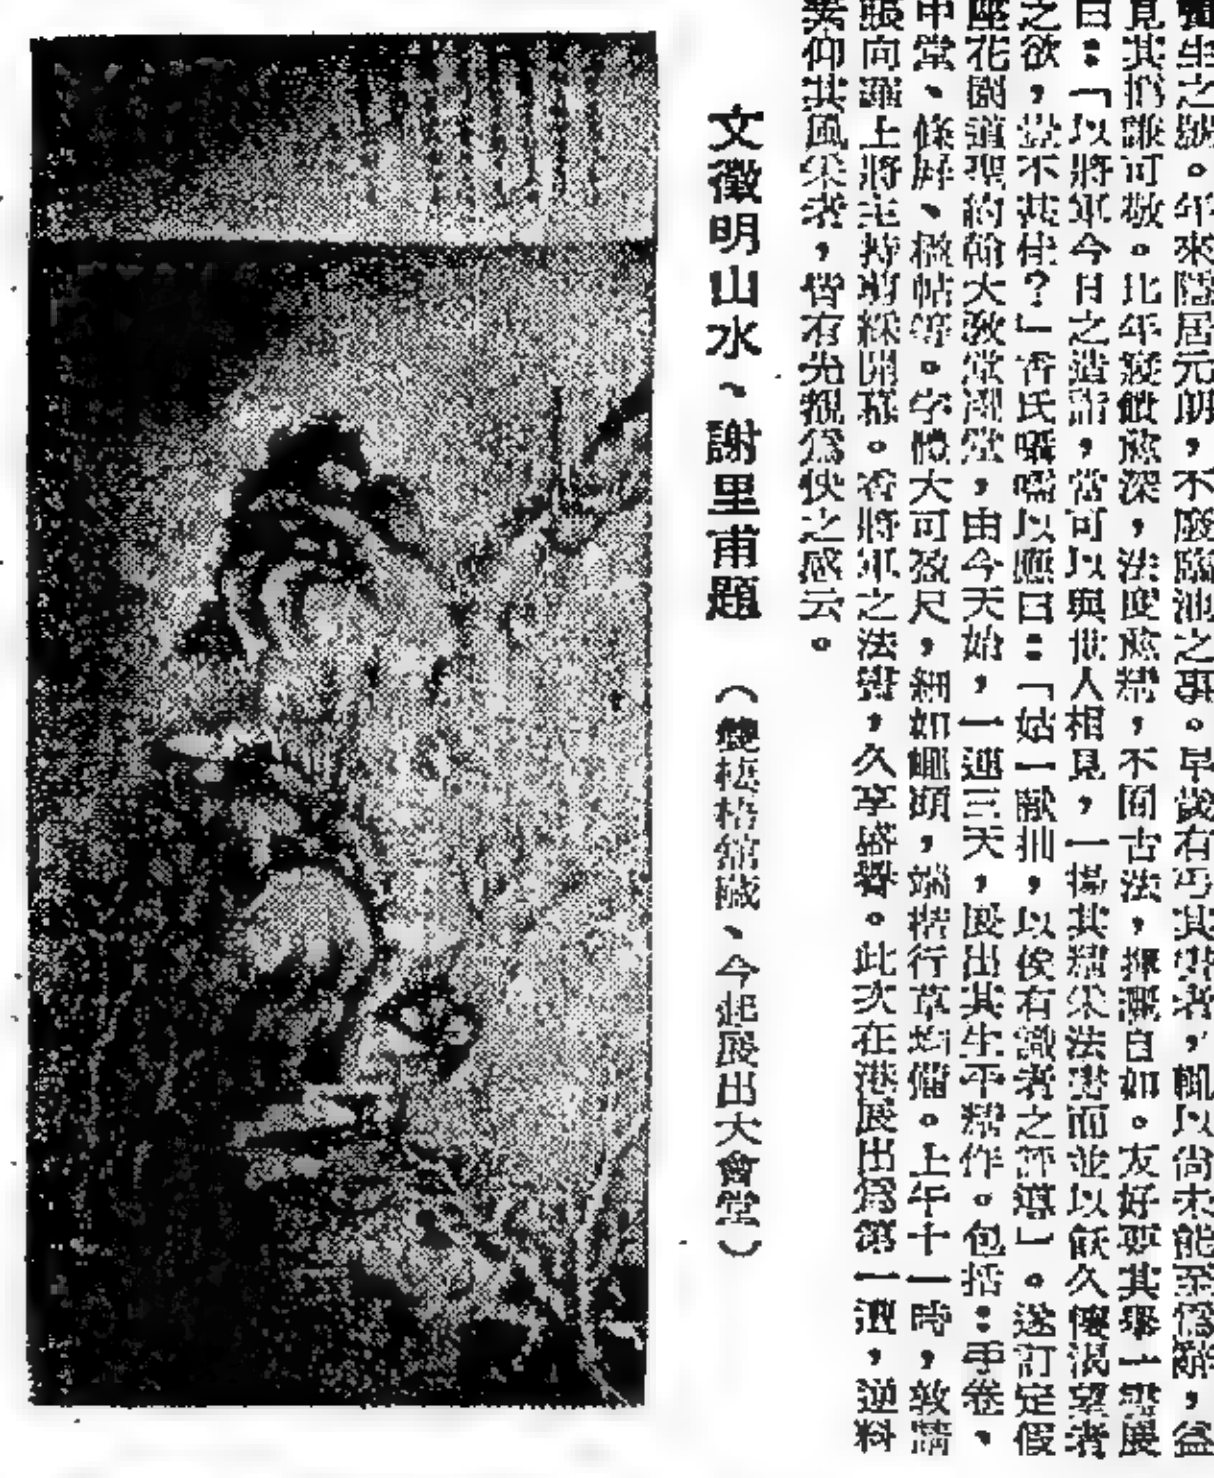 生之號。年來隱居元朗，不廢臨池之事。早歲有丐其書者，輒以尚未能至爲辭，益
見其撝謙可敬。比年寢饋愈深，法度愈精，不囿古法，揮灑自如。友好要其舉一書展
曰：「以將軍今日之造詣，當可以與世人相見，一揚其精采法書而並以飫久懷渴望者
之欲，豈不甚佳？」香氏囁嚅以應曰：「姑一獻拙，以俟有識者之評導」。遂訂定假
座花園道聖約翰大教堂禮堂，由今天始，一連三天，展出其生平精作。包括：手卷、
中堂、條屏、楹帖等。字體大可盈尺，細如蠅頭，端楷行草均備。上午十一時，敦請
張向華上將主持剪綵開幕。香將軍之法書，久享盛譽。此次在港展出爲第一遭，逆料
景仰其風采者，皆有先覩爲快之感云。
文徵明山水、謝里甫題
（雙棲梧館藏、今起展出大會堂）